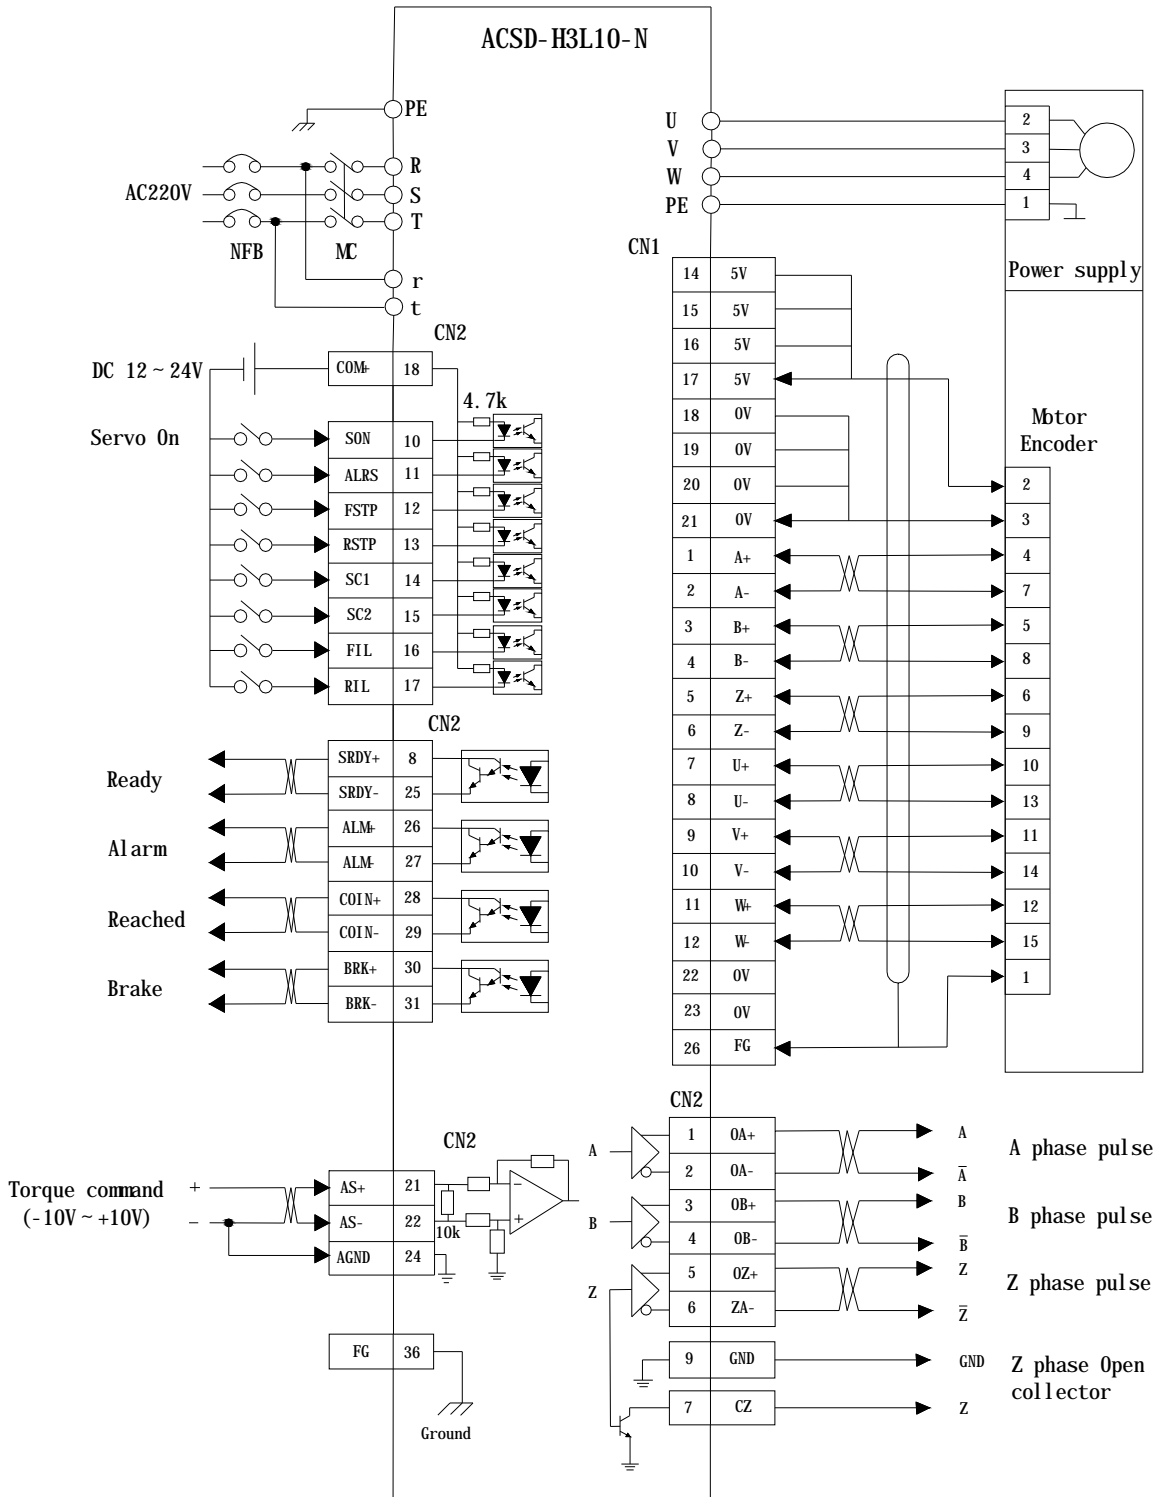 ACSD-H3L10-N
PE
R
AC220V S
T
NFB MC
r
t
CN2
DC 12~24V COM+ 18
4.7k
Servo On SON 10
ALRS 11
FSTP 12
RSTP 13
SC1 14
SC2 15
FIL 16
RIL 17
CN2
Ready
SRDY+ 8
SRDY- 25
Alarm
ALM+ 26
ALM- 27
Reached
COIN+ 28
COIN- 29
Brake
BRK+ 30
BRK- 31
CN2
Torque command
(-10V~+10V)
+ AS+ 21
- AS- 22
10k
AGND 24
- +
FG 36
Ground
U 2
V 3
W 4
PE 1
Power supply
CN1
14 5V
15 5V
16 5V
17 5V
18 0V
19 0V
20 0V
21 0V
1 A+
2 A-
3 B+
4 B-
5 Z+
6 Z-
7 U+
8 U-
9 V+
10 V-
11 W+
12 W-
22 0V
23 0V
26 FG
Motor
Encoder
2
3
4
7
5
8
6
9
10
13
11
14
12
15
1
CN2
A 1 OA+ A
2 OA- A̅
A phase pulse
B 3 OB+ B
4 OB- B̅
B phase pulse
Z 5 OZ+ Z
6 ZA- Z̅
Z phase pulse
9 GND GND
7 CZ Z
Z phase Open
collector